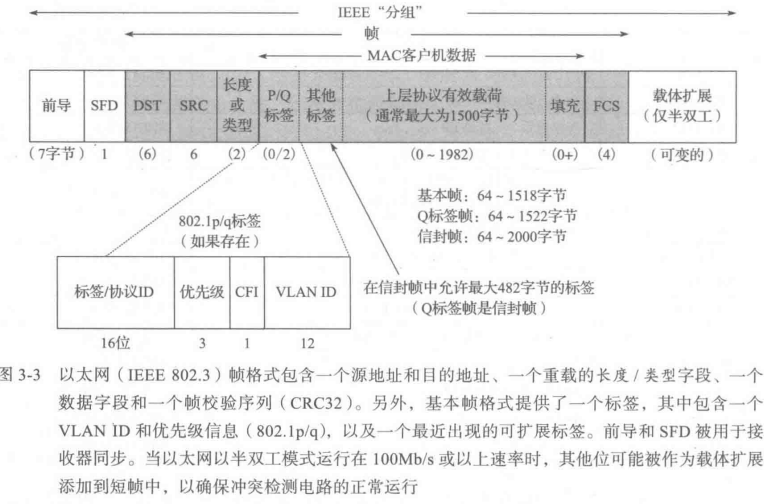 IEEE“分组”
帧
MAC客户机数据
前导
SFD
DST
SRC
长度
或
类型
P/Q
标签
其他
标签
上层协议有效载荷
（通常最大为1500字节）
填充
FCS
载体扩展
（仅半双工）
(7字节)
1
(6)
6
(2)
(0/2)
(0~1982)
(0+)
(4)
(可变的)
802.1p/q标签
（如果存在）
基本帧：64~1518字节
Q标签帧：64~1522字节
信封帧：64~2000字节
标签/协议ID
优先级
CFI
VLAN ID
16位
3
1
12
在信封帧中允许最大482字节的标签
（Q标签帧是信封帧）
图 3-3 以太网（IEEE 802.3）帧格式包含一个源地址和目的地址、一个重载的长度 / 类型字段、一个
数据字段和一个帧校验序列（CRC32）。另外，基本帧格式提供了一个标签，其中包含一个
VLAN ID 和优先级信息（802.1p/q），以及一个最近出现的可扩展标签。前导和 SFD 被用于接
收器同步。当以太网以半双工模式运行在 100Mb/s 或以上速率时，其他位可能被作为载体扩展
添加到短帧中，以确保冲突检测电路的正常运行